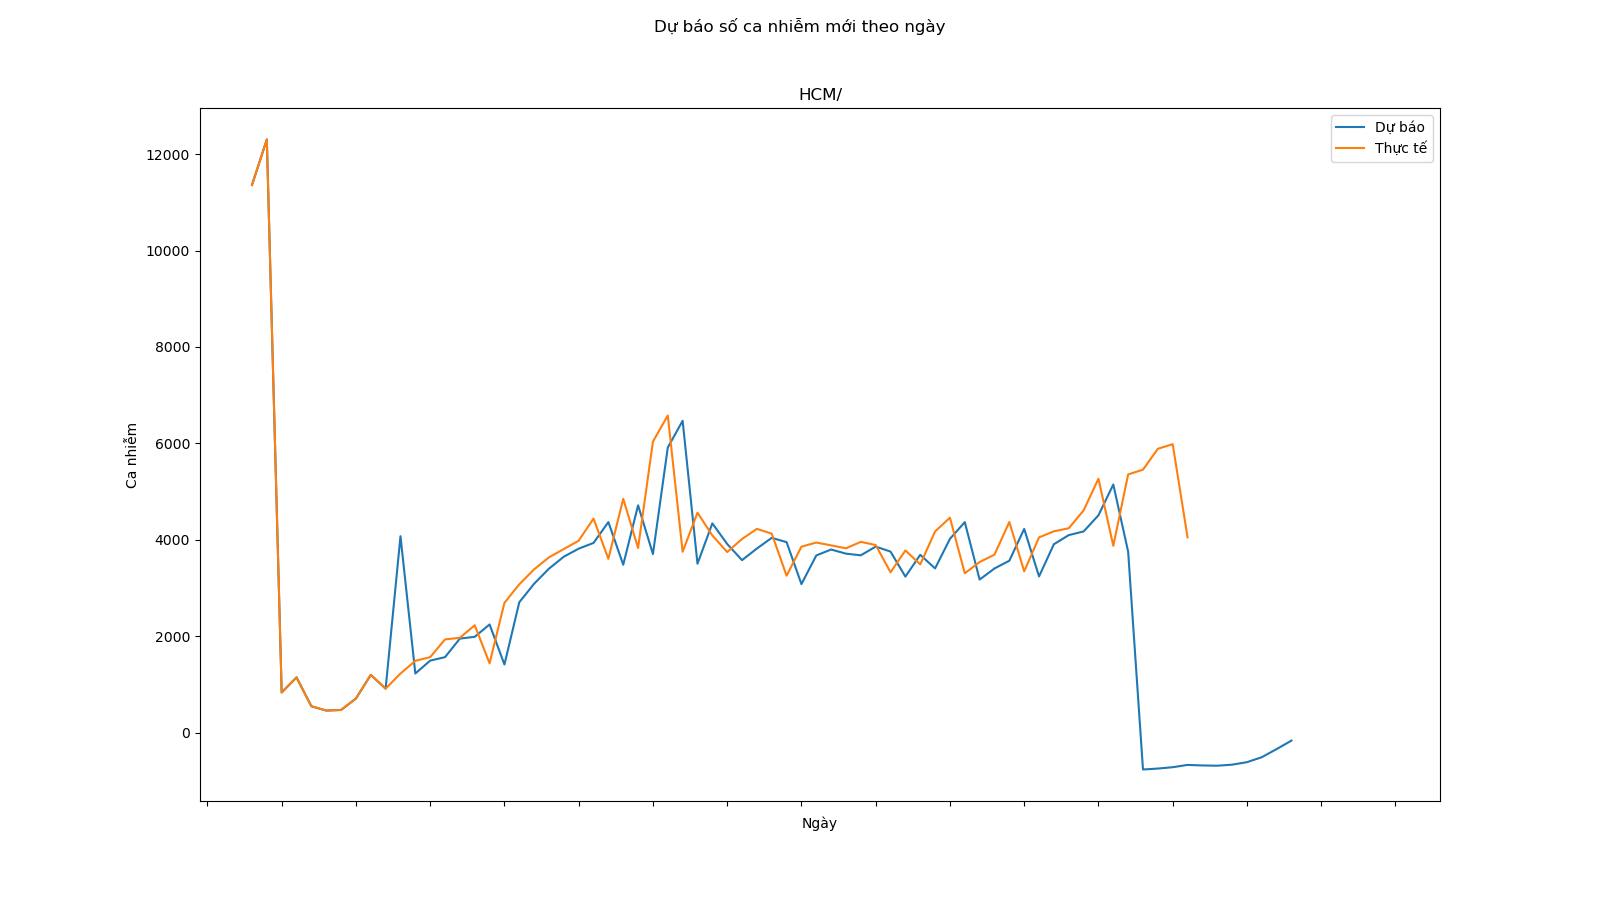 Dự báo số ca nhiễm mới theo ngày
HCM/
Dự báo
Thực tế
12000
10000
8000
6000
4000
2000
0
Ca nhiễm
Ngày